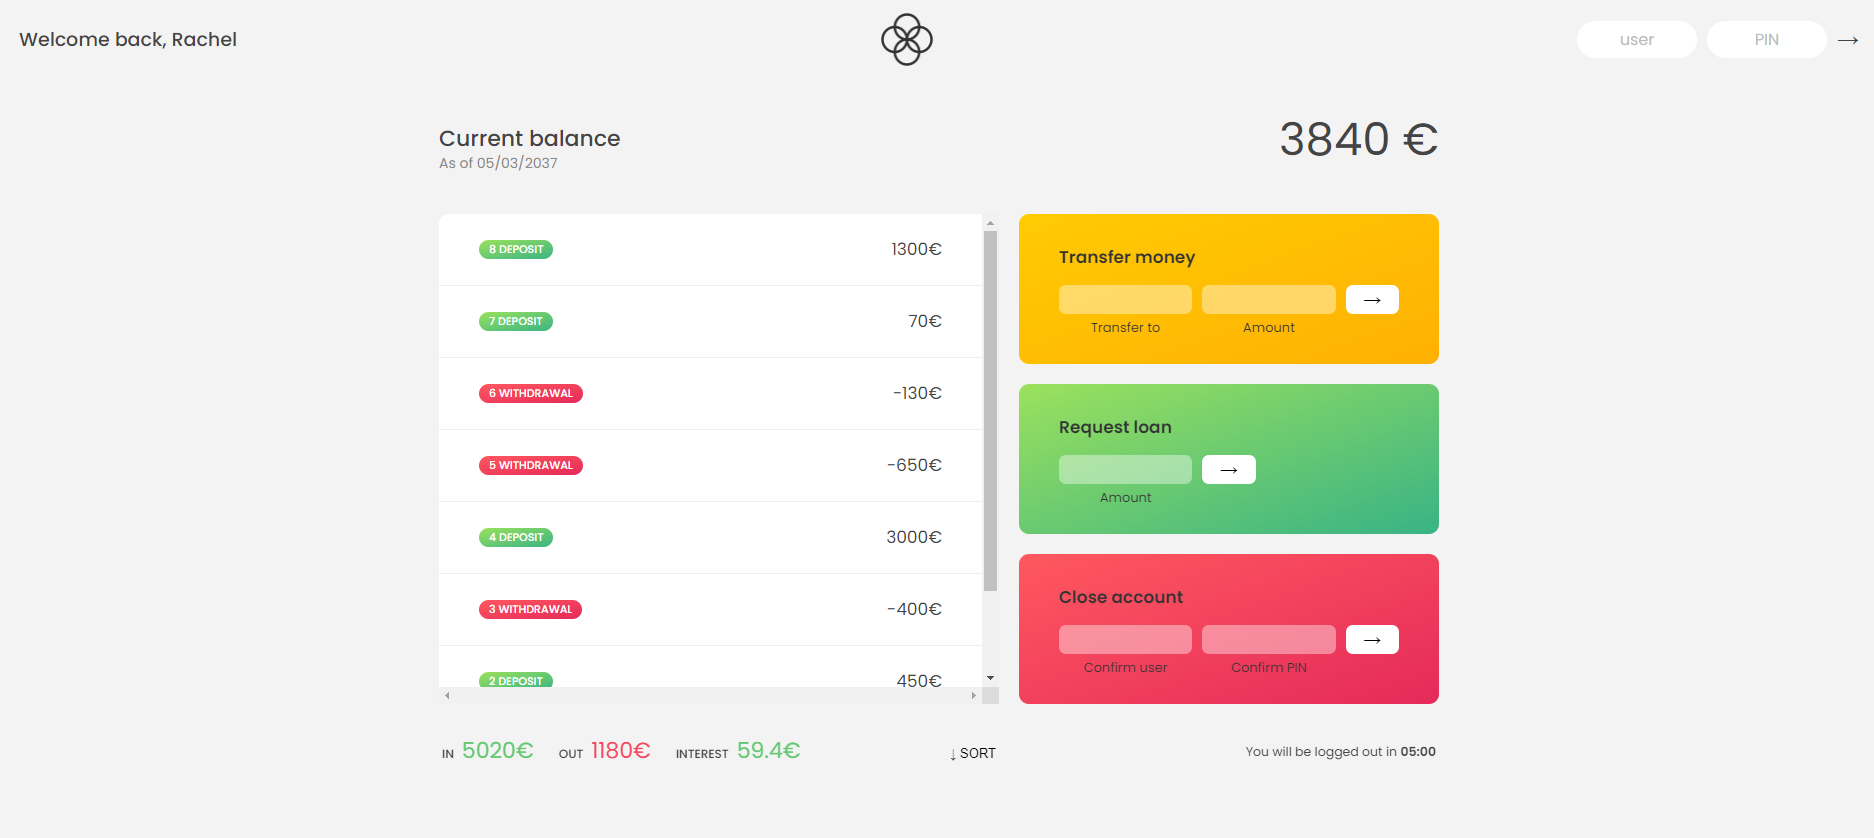 Welcome back, Rachel
user
PIN
→
Current balance
As of 05/03/2037
3840 €
8 DEPOSIT 1300€
7 DEPOSIT 70€
6 WITHDRAWAL -130€
5 WITHDRAWAL -650€
4 DEPOSIT 3000€
3 WITHDRAWAL -400€
2 DEPOSIT 450€
IN 5020€ OUT 1180€ INTEREST 59.4€
↓ SORT
Transfer money
→
Transfer to Amount
Request loan
→
Amount
Close account
→
Confirm user Confirm PIN
You will be logged out in 05:00